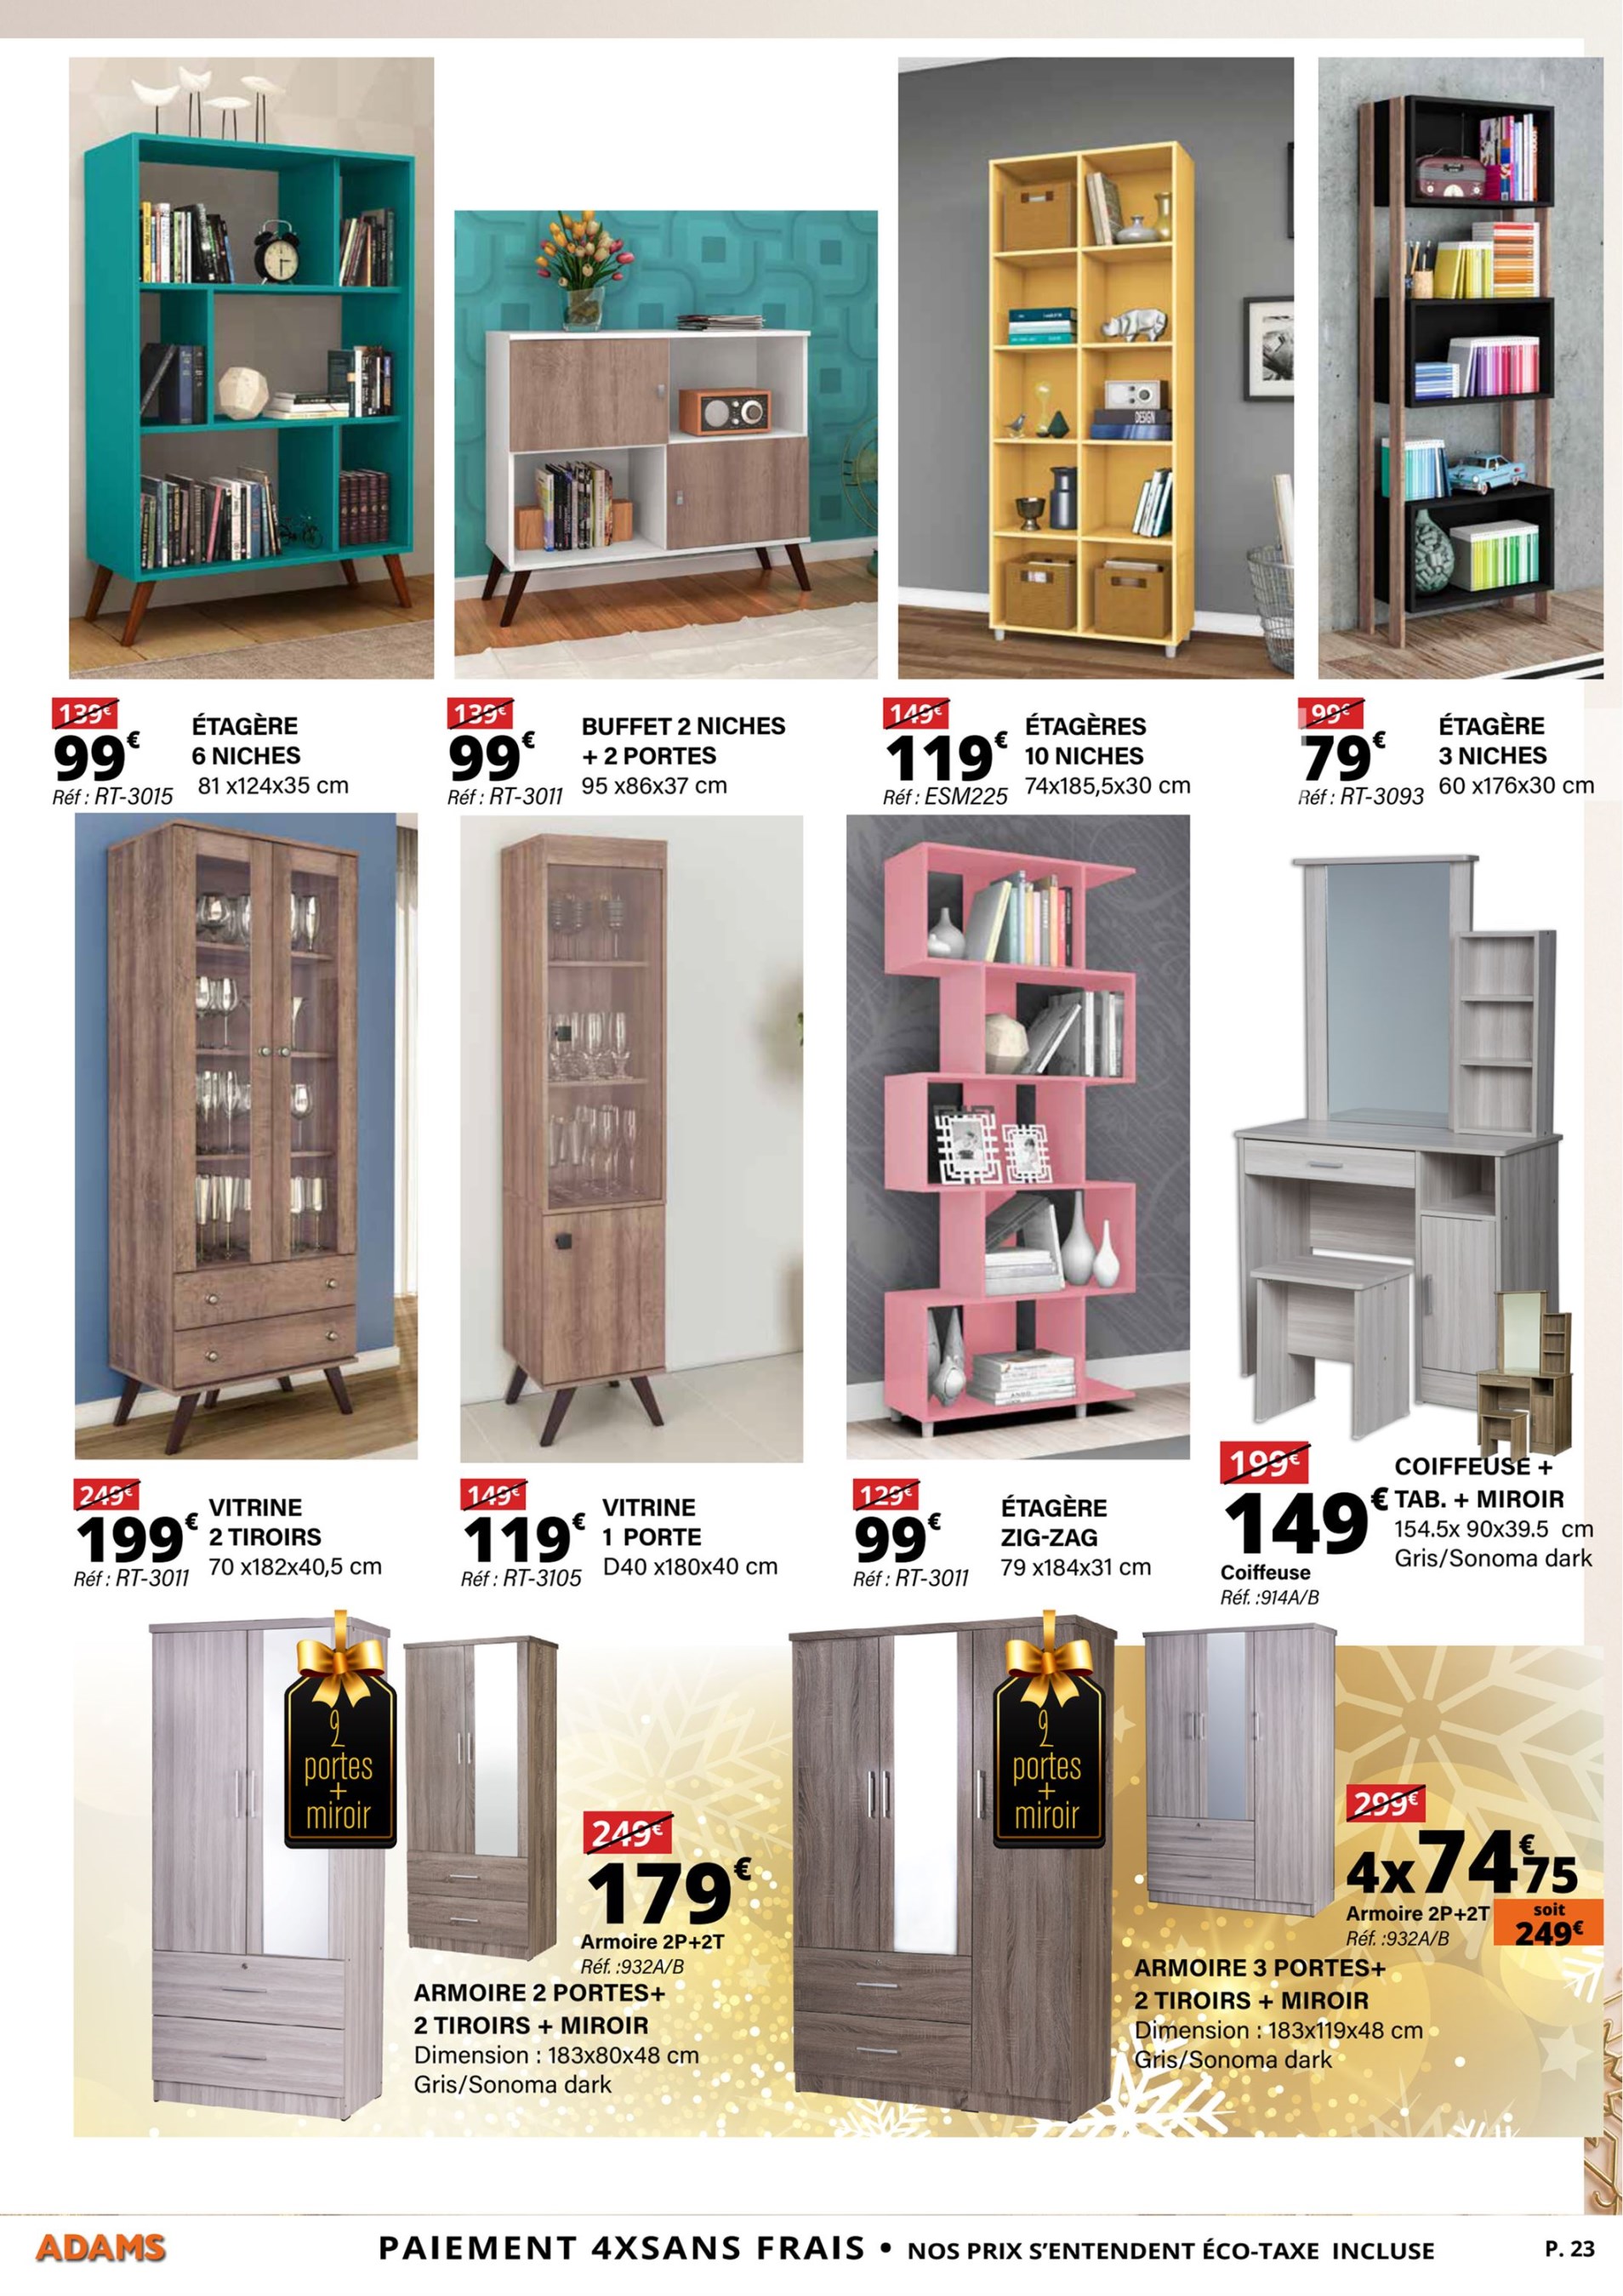 139€
99€
Réf : RT-3015
ÉTAGÈRE
6 NICHES
81 x124x35 cm
139€
99€
Réf : RT-3011
BUFFET 2 NICHES
+ 2 PORTES
95 x86x37 cm
149€
119€
Réf : ESM225
ÉTAGÈRES
10 NICHES
74x185,5x30 cm
99€
79€
Réf : RT-3093
ÉTAGÈRE
3 NICHES
60 x176x30 cm
DESIGN
249€
199€
Réf : RT-3011
VITRINE
2 TIROIRS
70 x182x40,5 cm
149€
119€
Réf : RT-3105
VITRINE
1 PORTE
D40 x180x40 cm
129€
99€
Réf : RT-3011
ÉTAGÈRE
ZIG-ZAG
79 x184x31 cm
199€
149€
Coiffeuse
Réf. :914A/B
COIFFEUSE +
TAB. + MIROIR
154.5x 90x39.5 cm
Gris/Sonoma dark
2
portes
+
miroir
249€
179€
Armoire 2P+2T
Réf. :932A/B
ARMOIRE 2 PORTES+
2 TIROIRS + MIROIR
Dimension : 183x80x48 cm
Gris/Sonoma dark
2
portes
+
miroir
299€
4x74€75
soit
249€
Armoire 2P+2T
Réf. :932A/B
ARMOIRE 3 PORTES+
2 TIROIRS + MIROIR
Dimension : 183x119x48 cm
Gris/Sonoma dark
ADAMS
PAIEMENT 4XSANS FRAIS • NOS PRIX S'ENTENDENT ÉCO-TAXE INCLUSE
P. 23